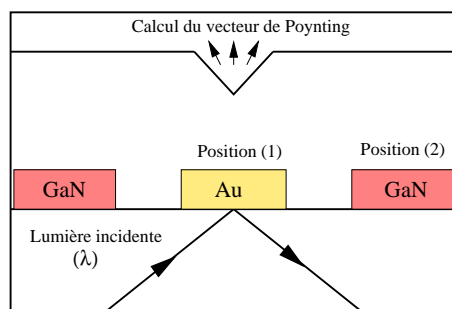 Calcul du vecteur de Poynting
Position (1)
Position (2)
GaN
Au
GaN
Lumière incidente
(λ)